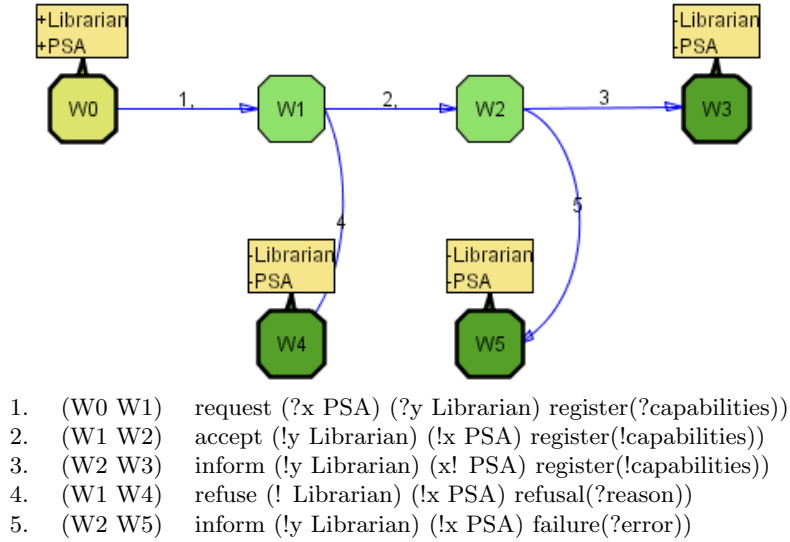 +Librarian
+PSA
-Librarian
-PSA
W0
1,
W1
2,
W2
3
W3
4
5
-Librarian
-PSA
-Librarian
-PSA
W4
W5
1. (W0 W1) request (?x PSA) (?y Librarian) register(?capabilities))
2. (W1 W2) accept (!y Librarian) (!x PSA) register(!capabilities))
3. (W2 W3) inform (!y Librarian) (x! PSA) register(!capabilities))
4. (W1 W4) refuse (! Librarian) (!x PSA) refusal(?reason))
5. (W2 W5) inform (!y Librarian) (!x PSA) failure(?error))